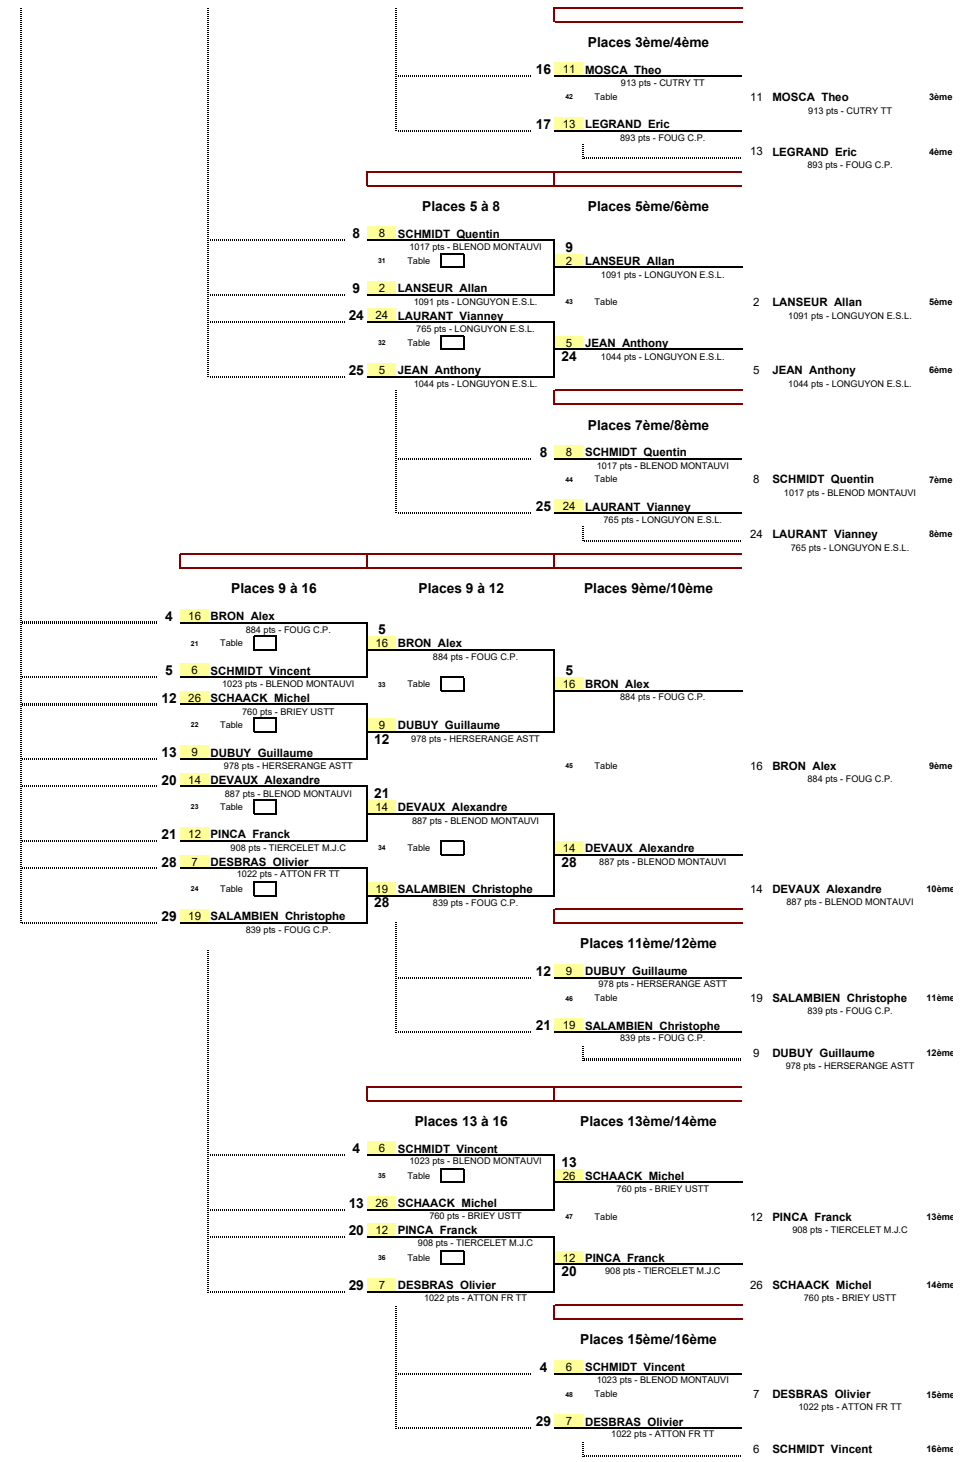 Places 3ème/4ème
16 11 MOSCA Theo
913 pts - CUTRY TT
42 Table
11 MOSCA Theo 3ème
913 pts - CUTRY TT
17 13 LEGRAND Eric
893 pts - FOUG C.P.
13 LEGRAND Eric 4ème
893 pts - FOUG C.P.
Places 5 à 8 Places 5ème/6ème
8 8 SCHMIDT Quentin
1017 pts - BLENOD MONTAUVI 9
31 Table 2 LANSEUR Allan
1091 pts - LONGUYON E.S.L.
9 2 LANSEUR Allan
1091 pts - LONGUYON E.S.L. 43 Table 2 LANSEUR Allan 5ème
24 24 LAURANT Vianney 1091 pts - LONGUYON E.S.L.
765 pts - LONGUYON E.S.L.
32 Table 5 JEAN Anthony
24 1044 pts - LONGUYON E.S.L.
25 5 JEAN Anthony 5 JEAN Anthony 6ème
1044 pts - LONGUYON E.S.L. 1044 pts - LONGUYON E.S.L.
Places 7ème/8ème
8 8 SCHMIDT Quentin
1017 pts - BLENOD MONTAUVI
44 Table 8 SCHMIDT Quentin 7ème
1017 pts - BLENOD MONTAUVI
25 24 LAURANT Vianney
765 pts - LONGUYON E.S.L.
24 LAURANT Vianney 8ème
765 pts - LONGUYON E.S.L.
Places 9 à 16 Places 9 à 12 Places 9ème/10ème
4 16 BRON Alex
884 pts - FOUG C.P. 5
21 Table 16 BRON Alex
884 pts - FOUG C.P.
5 6 SCHMIDT Vincent 5
1023 pts - BLENOD MONTAUVI 33 Table 16 BRON Alex
12 26 SCHAACK Michel 884 pts - FOUG C.P.
760 pts - BRIEY USTT
22 Table 9 DUBUY Guillaume
12 978 pts - HERSERANGE ASTT
13 9 DUBUY Guillaume
978 pts - HERSERANGE ASTT 45 Table 16 BRON Alex 9ème
20 14 DEVAUX Alexandre 884 pts - FOUG C.P.
887 pts - BLENOD MONTAUVI 21
23 Table 14 DEVAUX Alexandre
887 pts - BLENOD MONTAUVI
21 12 PINCA Franck
908 pts - TIERCELET M.J.C 34 Table 14 DEVAUX Alexandre
28 7 DESBRAS Olivier 28 887 pts - BLENOD MONTAUVI
1022 pts - ATTON FR TT
24 Table 19 SALAMBIEN Christophe 14 DEVAUX Alexandre 10ème
28 839 pts - FOUG C.P. 887 pts - BLENOD MONTAUVI
29 19 SALAMBIEN Christophe
839 pts - FOUG C.P.
Places 11ème/12ème
12 9 DUBUY Guillaume
978 pts - HERSERANGE ASTT
46 Table 19 SALAMBIEN Christophe 11ème
839 pts - FOUG C.P.
21 19 SALAMBIEN Christophe
839 pts - FOUG C.P.
9 DUBUY Guillaume 12ème
978 pts - HERSERANGE ASTT
Places 13 à 16 Places 13ème/14ème
4 6 SCHMIDT Vincent
1023 pts - BLENOD MONTAUVI 13
35 Table 26 SCHAACK Michel
760 pts - BRIEY USTT
13 26 SCHAACK Michel
760 pts - BRIEY USTT 47 Table 12 PINCA Franck 13ème
20 12 PINCA Franck 908 pts - TIERCELET M.J.C
908 pts - TIERCELET M.J.C
36 Table 12 PINCA Franck
20 908 pts - TIERCELET M.J.C
29 7 DESBRAS Olivier 26 SCHAACK Michel 14ème
1022 pts - ATTON FR TT 760 pts - BRIEY USTT
Places 15ème/16ème
4 6 SCHMIDT Vincent
1023 pts - BLENOD MONTAUVI
48 Table 7 DESBRAS Olivier 15ème
1022 pts - ATTON FR TT
29 7 DESBRAS Olivier
1022 pts - ATTON FR TT
6 SCHMIDT Vincent 16ème